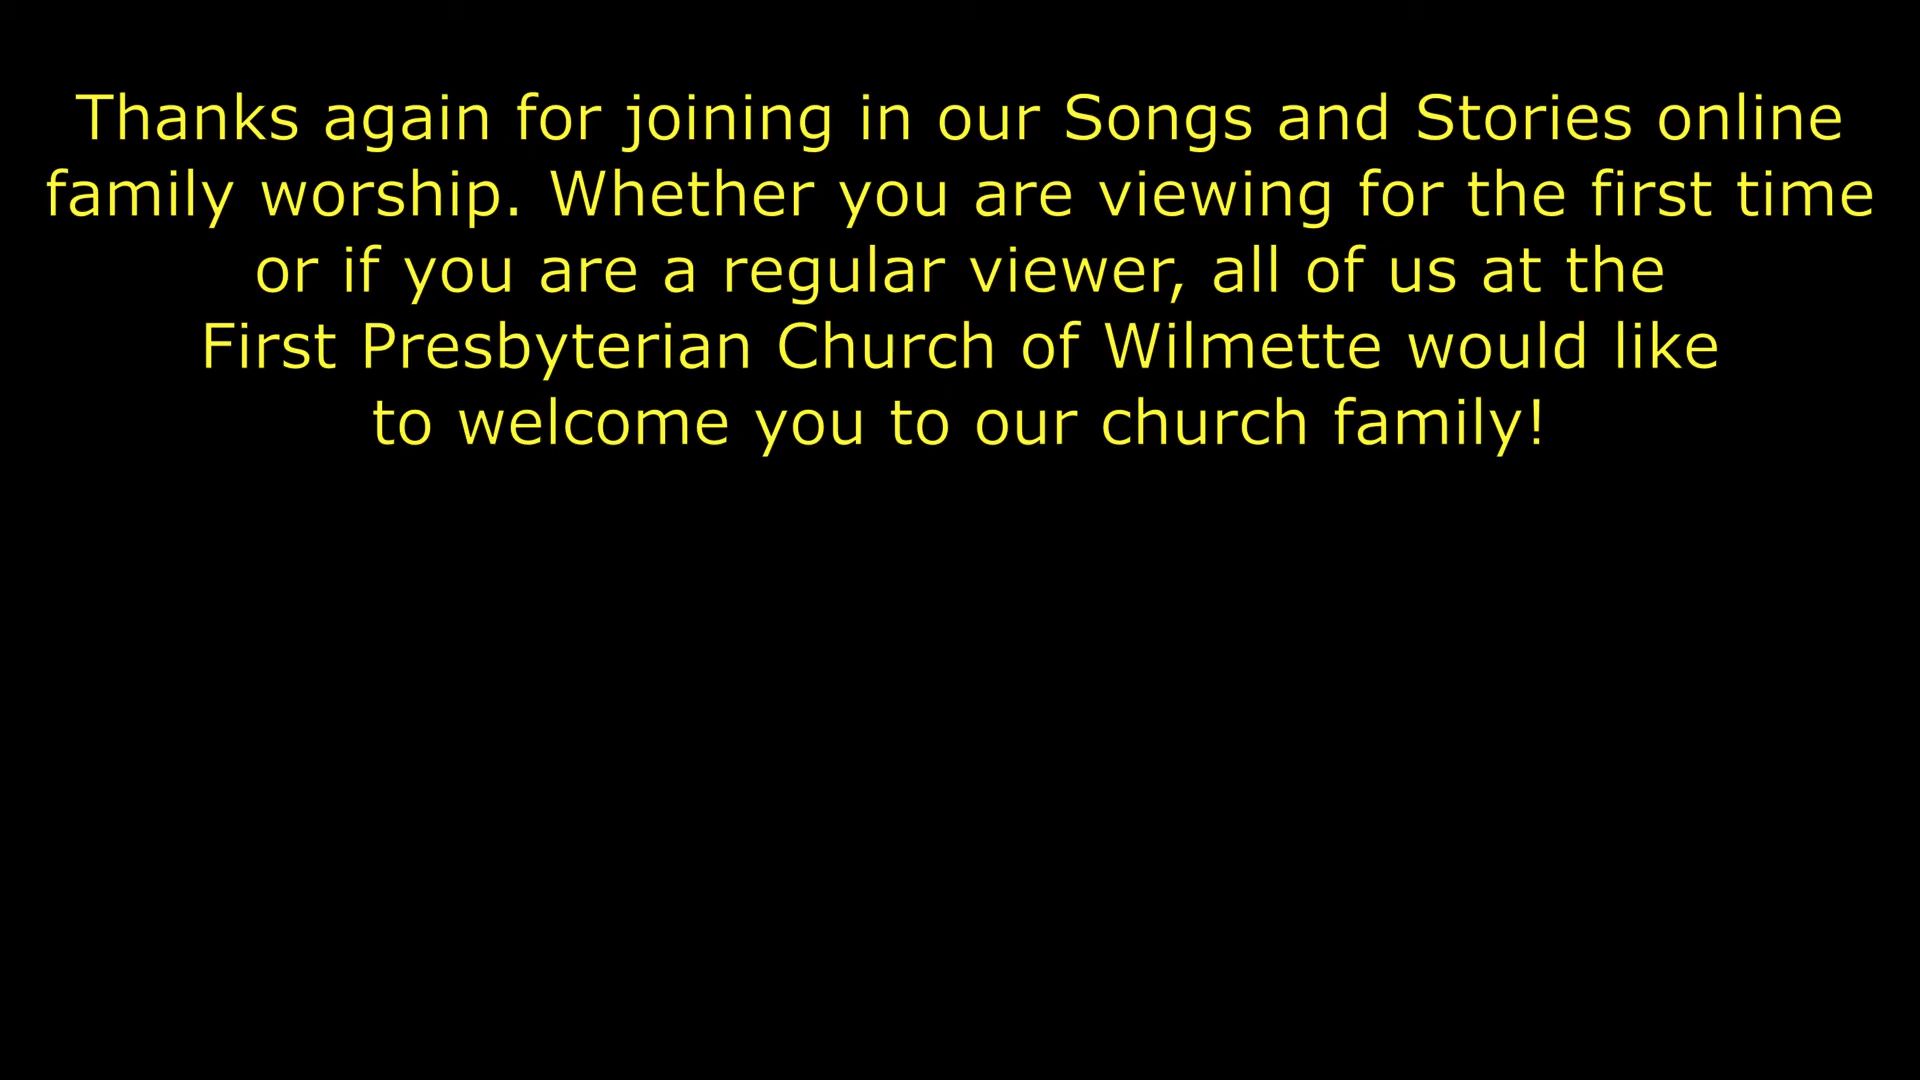 Thanks again for joining in our Songs and Stories online
family worship. Whether you are viewing for the first time
or if you are a regular viewer, all of us at the
First Presbyterian Church of Wilmette would like
to welcome you to our church family!